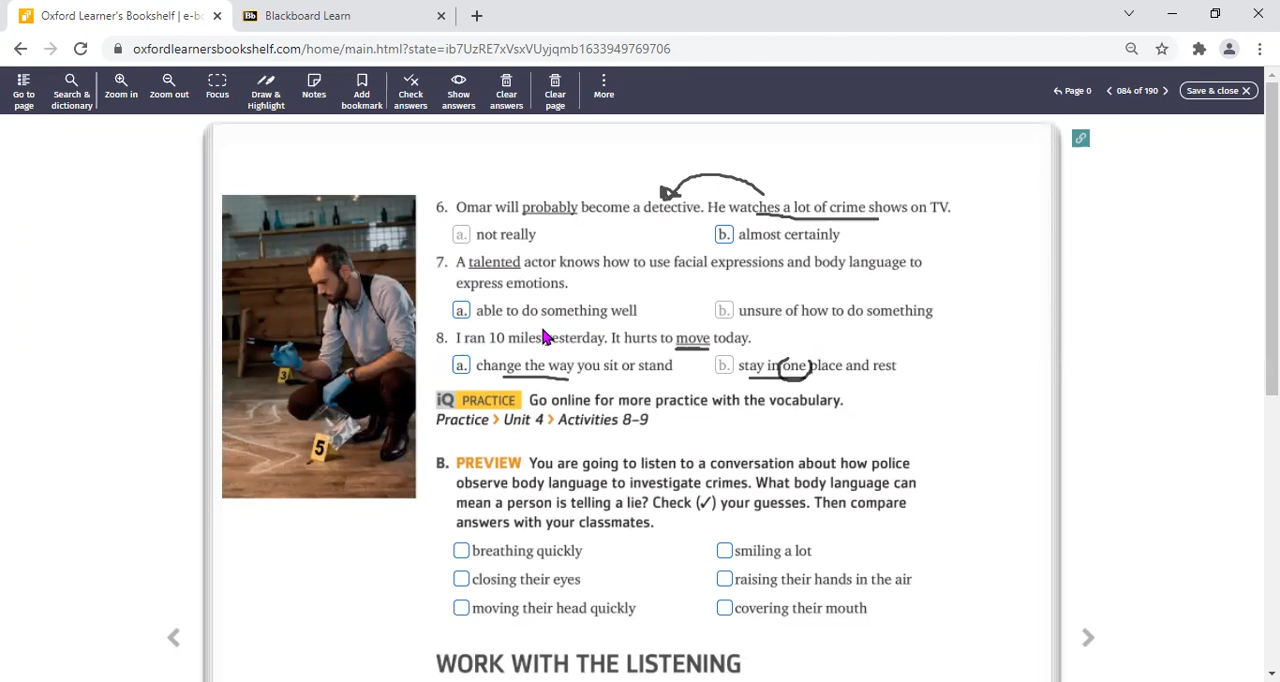 Oxford Learner's Bookshelf | e-bo
Blackboard Learn
oxfordlearnersbookshelf.com/home/main.html?state=ib7UzRE7xVsxVUyjqmb1633949769706
Go to page
Search & dictionary
Zoom in
Zoom out
Focus
Draw & Highlight
Notes
Add bookmark
Check answers
Show answers
Clear answers
Clear page
More
Page 0
084 of 190
Save & close
6. Omar will probably become a detective. He watches a lot of crime shows on TV.
a. not really
b. almost certainly
7. A talented actor knows how to use facial expressions and body language to
express emotions.
a. able to do something well
b. unsure of how to do something
8. I ran 10 miles yesterday. It hurts to move today.
a. change the way you sit or stand
b. stay in one place and rest
iQ PRACTICE Go online for more practice with the vocabulary.
Practice > Unit 4 > Activities 8–9
B. PREVIEW You are going to listen to a conversation about how police
observe body language to investigate crimes. What body language can
mean a person is telling a lie? Check (✓) your guesses. Then compare
answers with your classmates.
breathing quickly
smiling a lot
closing their eyes
raising their hands in the air
moving their head quickly
covering their mouth
WORK WITH THE LISTENING
3
5